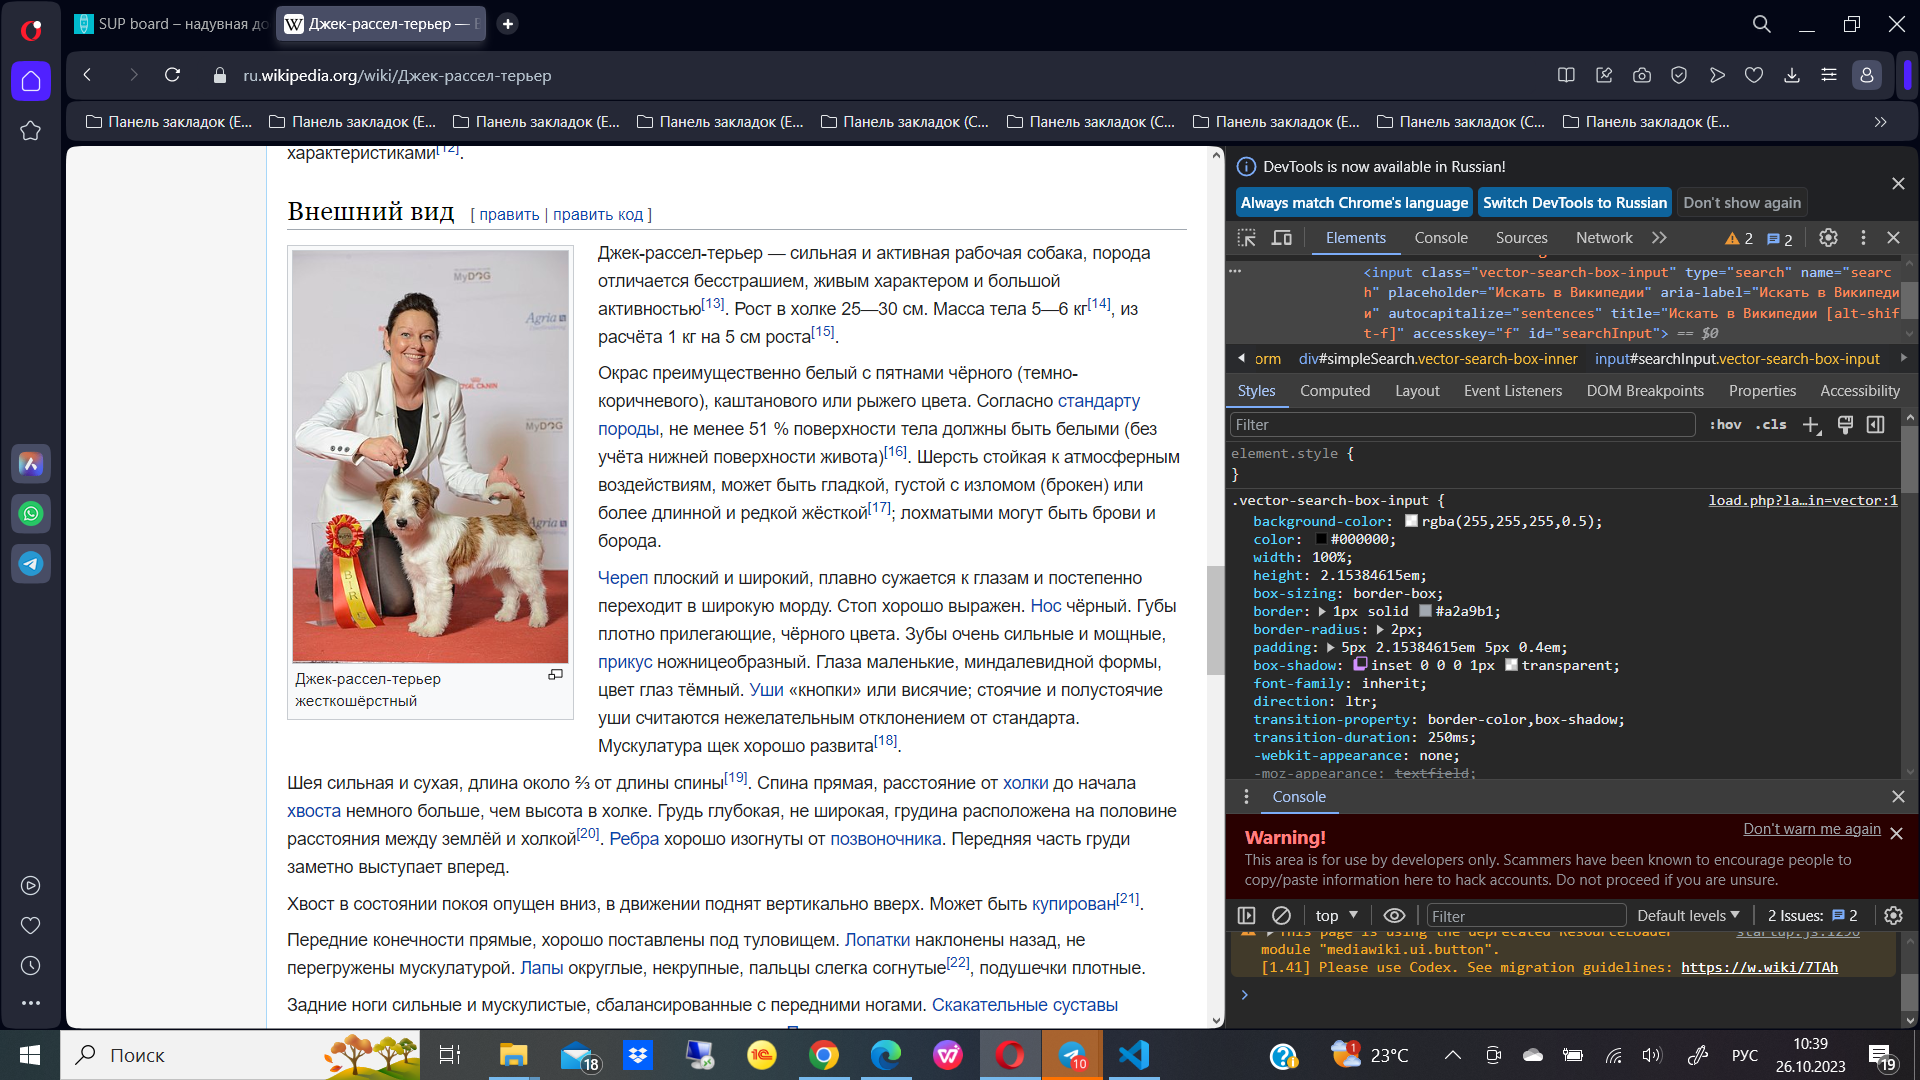 SUP board – надувная до
Джек-рассел-терьер —
ru.wikipedia.org/wiki/Джек-рассел-терьер
Панель закладок (Е...
Панель закладок (Е...
Панель закладок (Е...
Панель закладок (Е...
Панель закладок (С...
Панель закладок (С...
Панель закладок (Е...
Панель закладок (С...
Панель закладок (Е...
характеристиками[12].
Внешний вид [ править | править код ]
MyDOG
Agria
ROYAL CANIN
MyDOG
Agria
BIR
Джек-рассел-терьер
жесткошёрстный
Джек-рассел-терьер — сильная и активная рабочая собака, порода
отличается бесстрашием, живым характером и большой
активностью[13]. Рост в холке 25—30 см. Масса тела 5—6 кг[14], из
расчёта 1 кг на 5 см роста[15].
Окрас преимущественно белый с пятнами чёрного (темно-
коричневого), каштанового или рыжего цвета. Согласно стандарту
породы, не менее 51 % поверхности тела должны быть белыми (без
учёта нижней поверхности живота)[16]. Шерсть стойкая к атмосферным
воздействиям, может быть гладкой, густой с изломом (брокен) или
более длинной и редкой жёсткой[17]; лохматыми могут быть брови и
борода.
Череп плоский и широкий, плавно сужается к глазам и постепенно
переходит в широкую морду. Стоп хорошо выражен. Нос чёрный. Губы
плотно прилегающие, чёрного цвета. Зубы очень сильные и мощные,
прикус ножницеобразный. Глаза маленькие, миндалевидной формы,
цвет глаз тёмный. Уши «кнопки» или висячие; стоячие и полустоячие
уши считаются нежелательным отклонением от стандарта.
Мускулатура щек хорошо развита[18].
Шея сильная и сухая, длина около ⅔ от длины спины[19]. Спина прямая, расстояние от холки до начала
хвоста немного больше, чем высота в холке. Грудь глубокая, не широкая, грудина расположена на половине
расстояния между землёй и холкой[20]. Ребра хорошо изогнуты от позвоночника. Передняя часть груди
заметно выступает вперед.
Хвост в состоянии покоя опущен вниз, в движении поднят вертикально вверх. Может быть купирован[21].
Передние конечности прямые, хорошо поставлены под туловищем. Лопатки наклонены назад, не
перегружены мускулатурой. Лапы округлые, некрупные, пальцы слегка согнутые[22], подушечки плотные.
Задние ноги сильные и мускулистые, сбалансированные с передними ногами. Скакательные суставы
DevTools is now available in Russian!
Always match Chrome's language
Switch DevTools to Russian
Don't show again
Elements Console Sources Network 2 2
<input class="vector-search-box-input" type="search" name="searc
h" placeholder="Искать в Википедии" aria-label="Искать в Википеди
и" autocapitalize="sentences" title="Искать в Википедии [alt-shif
t-f]" accesskey="f" id="searchInput"> == $0
orm div#simpleSearch.vector-search-box-inner input#searchInput.vector-search-box-input
Styles Computed Layout Event Listeners DOM Breakpoints Properties Accessibility
Filter :hov .cls
element.style {
}
.vector-search-box-input { load.php?la…in=vector:1
background-color: rgba(255,255,255,0.5);
color: #000000;
width: 100%;
height: 2.15384615em;
box-sizing: border-box;
border: 1px solid #a2a9b1;
border-radius: 2px;
padding: 5px 2.15384615em 5px 0.4em;
box-shadow: inset 0 0 0 1px transparent;
font-family: inherit;
direction: ltr;
transition-property: border-color,box-shadow;
transition-duration: 250ms;
-webkit-appearance: none;
-moz-appearance: textfield;
Console
Warning! Don't warn me again
This area is for use by developers only. Scammers have been known to encourage people to
copy/paste information here to hack accounts. Do not proceed if you are unsure.
top Filter Default levels 2 Issues: 2
This page is using the deprecated ResourceLoader startup.js:1290
module "mediawiki.ui.button".
[1.41] Please use Codex. See migration guidelines: https://w.wiki/7TAh
Поиск
18
1С
10
1
23°C
РУС
10:39
26.10.2023
19